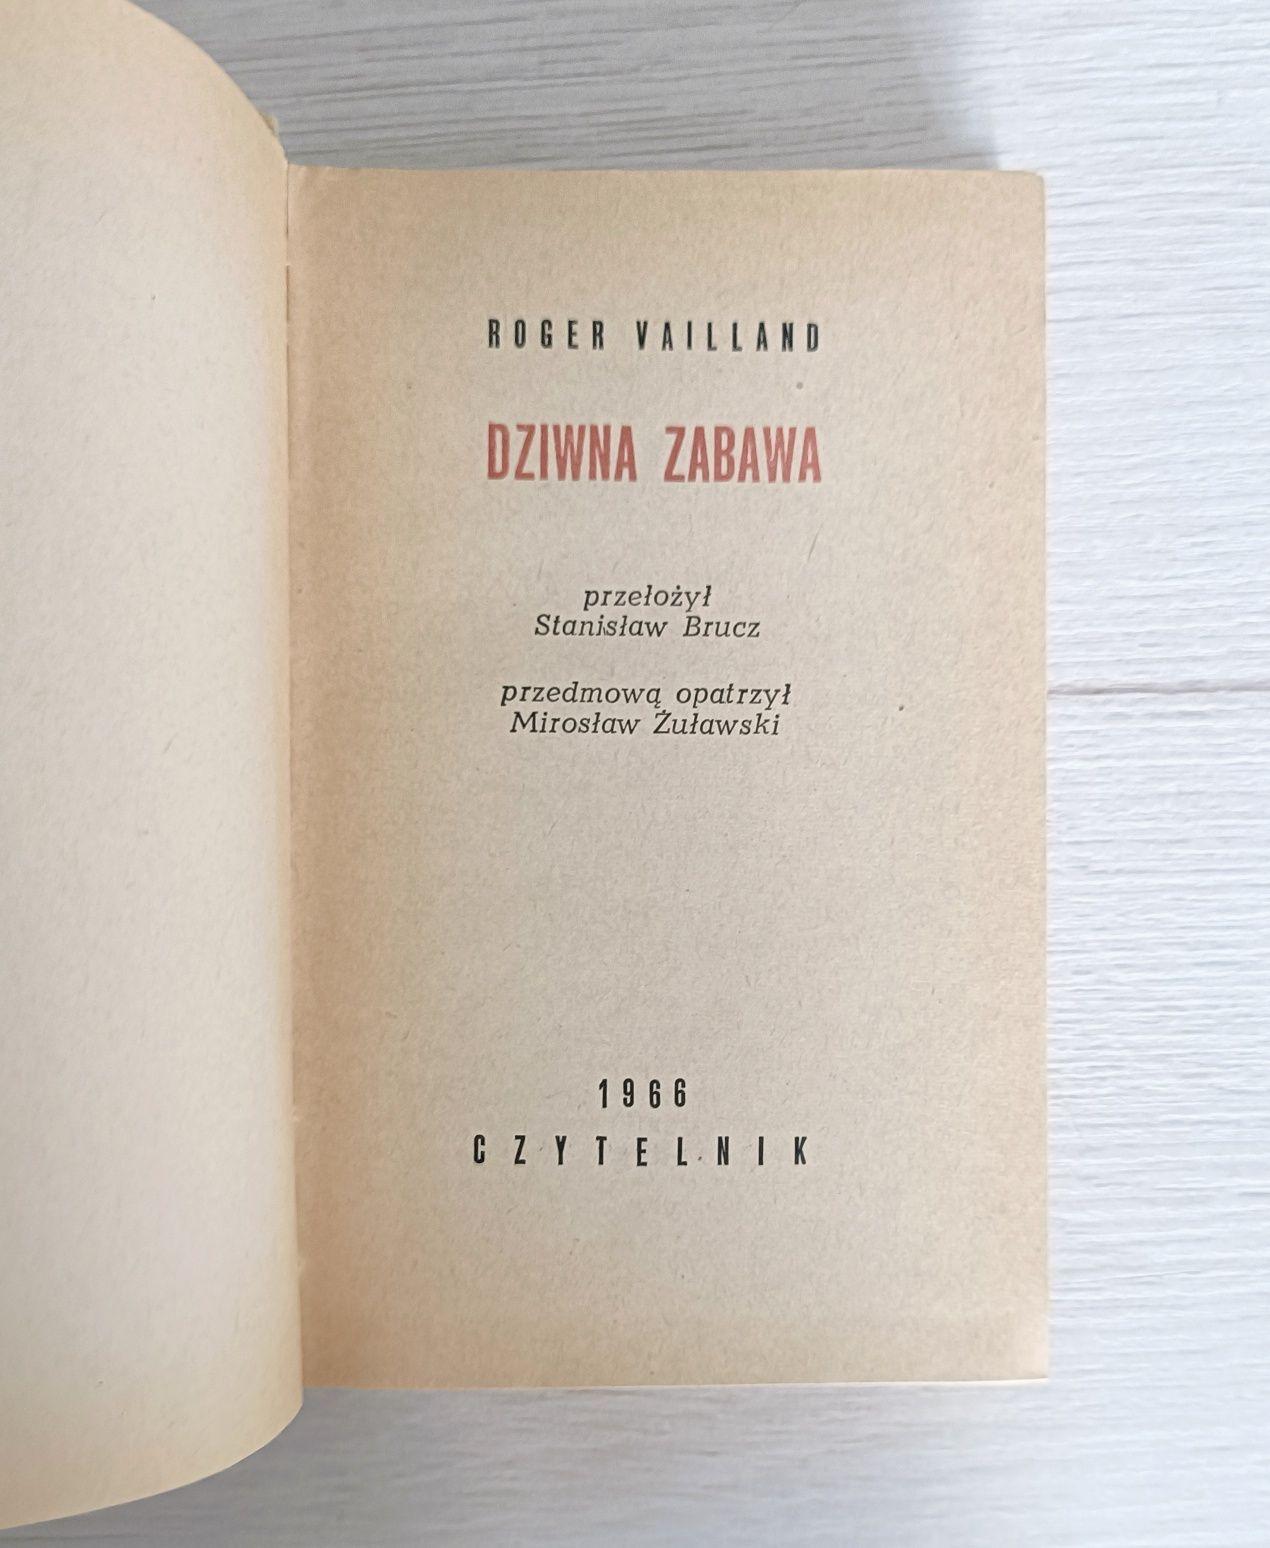 ROGER VAILLAND
DZIWNA ZABAWA
przełożył
Stanisław Brucz
przedmową opatrzył
Mirosław Żuławski
1966
CZYTELNIK